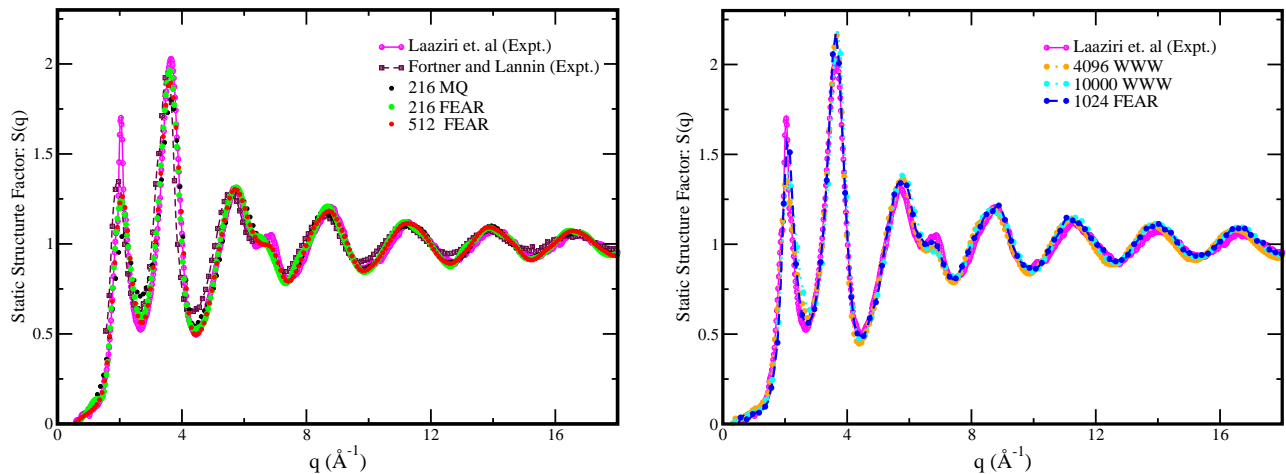 Static Structurte Factor: S(q)
2
1.5
1
0.5
0
0
4
8
12
16
q (Å⁻¹)
Laaziri et. al (Expt.)
Fortner and Lannin (Expt.)
216 MQ
216 FEAR
512 FEAR
Static Structure Factor: S(q)
2
1.5
1
0.5
0
0
4
8
12
16
q (Å⁻¹)
Laaziri et. al (Expt.)
4096 WWW
10000 WWW
1024 FEAR